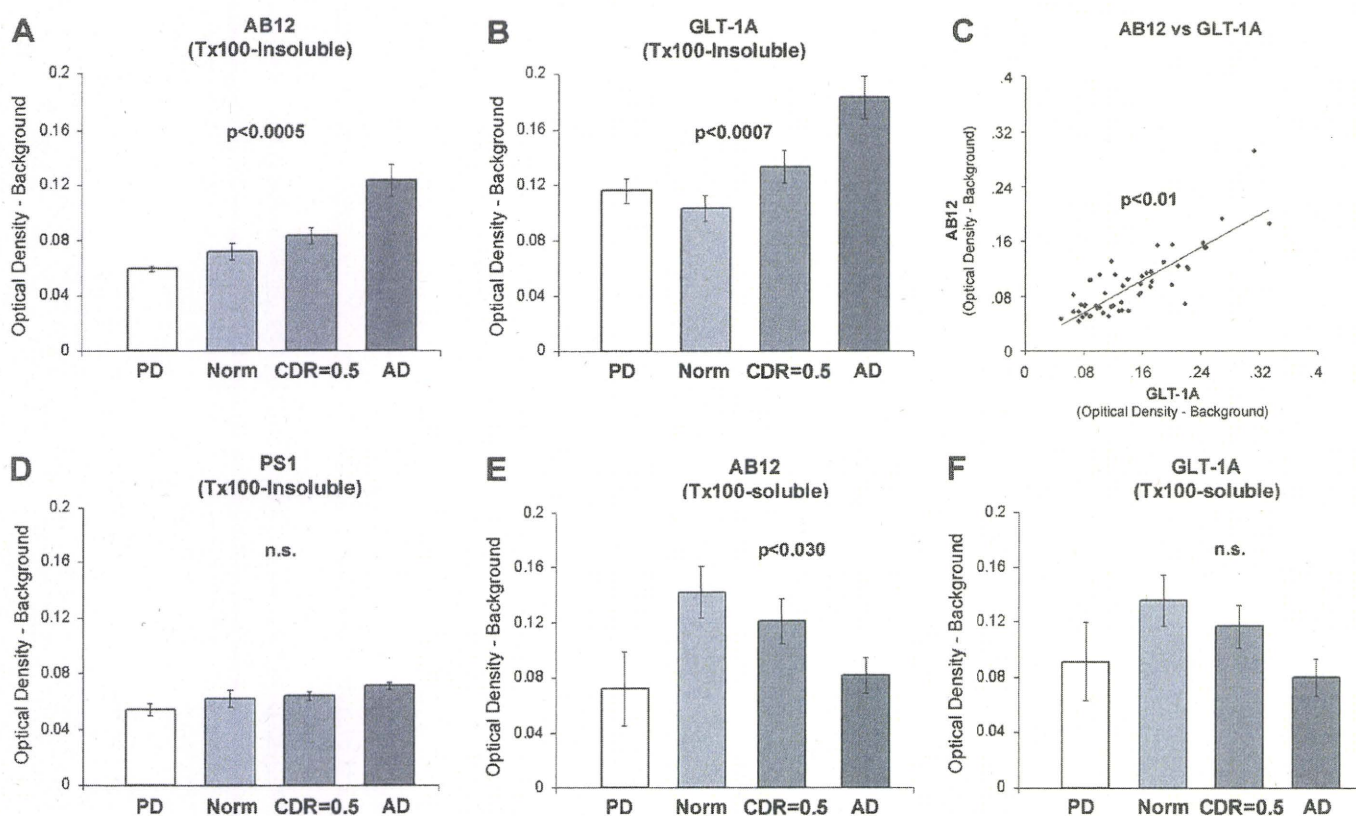 A
AB12
(Tx100-Insoluble)
0.2
0.16
0.12
0.08
0.04
0
Optical Density - Background
p<0.0005
PD Norm CDR=0.5 AD
B
GLT-1A
(Tx100-Insoluble)
0.2
0.16
0.12
0.08
0.04
0
Optical Density - Background
p<0.0007
PD Norm CDR=0.5 AD
C
AB12 vs GLT-1A
.4
.32
.24
.16
.08
0
AB12
(Optical Density - Background)
p<0.01
0 .08 .16 .24 .32 .4
GLT-1A
(Opitical Density - Background)
D
PS1
(Tx100-Insoluble)
0.2
0.16
0.12
0.08
0.04
0
Optical Density - Background
n.s.
PD Norm CDR=0.5 AD
E
AB12
(Tx100-soluble)
0.2
0.16
0.12
0.08
0.04
0
Optical Density - Background
p<0.030
PD Norm CDR=0.5 AD
F
GLT-1A
(Tx100-soluble)
0.2
0.16
0.12
0.08
0.04
0
Optical Density - Background
n.s.
PD Norm CDR=0.5 AD